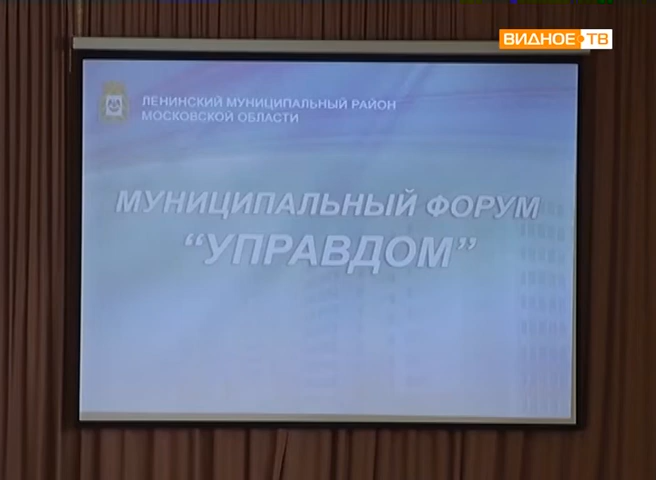 ВИДНОЕ ТВ
ЛЕНИНСКИЙ МУНИЦИПАЛЬНЫЙ РАЙОН
МОСКОВСКОЙ ОБЛАСТИ
МУНИЦИПАЛЬНЫЙ ФОРУМ
“УПРАВДОМ”